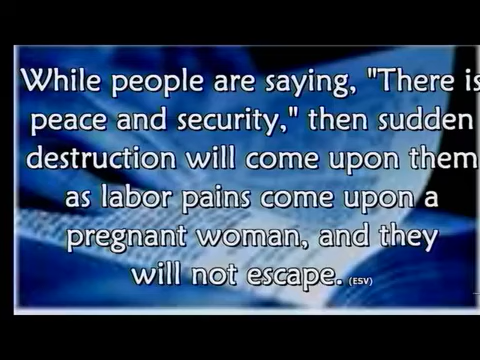 While people are saying, "There is
peace and security," then sudden
destruction will come upon them
as labor pains come upon a
pregnant woman, and they
will not escape. (ESV)